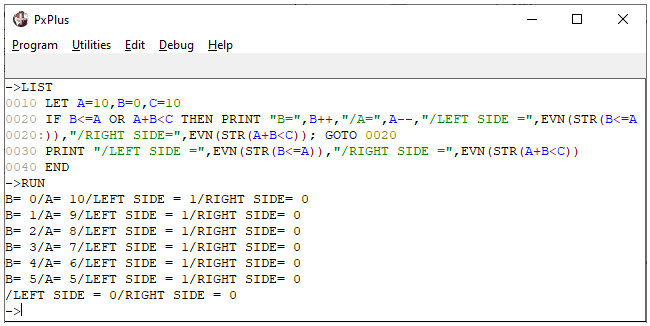 PxPlus
Program Utilities Edit Debug Help
->LIST
0010 LET A=10,B=0,C=10
0020 IF B<=A OR A+B<C THEN PRINT "B=",B++,"/A=",A--,"/LEFT SIDE =",EVN(STR(B<=A
0020:)),"/RIGHT SIDE=",EVN(STR(A+B<C)); GOTO 0020
0030 PRINT "/LEFT SIDE =",EVN(STR(B<=A)),"/RIGHT SIDE =",EVN(STR(A+B<C))
0040 END
->RUN
B= 0/A= 10/LEFT SIDE = 1/RIGHT SIDE= 0
B= 1/A= 9/LEFT SIDE = 1/RIGHT SIDE= 0
B= 2/A= 8/LEFT SIDE = 1/RIGHT SIDE= 0
B= 3/A= 7/LEFT SIDE = 1/RIGHT SIDE= 0
B= 4/A= 6/LEFT SIDE = 1/RIGHT SIDE= 0
B= 5/A= 5/LEFT SIDE = 1/RIGHT SIDE= 0
/LEFT SIDE = 0/RIGHT SIDE = 0
->